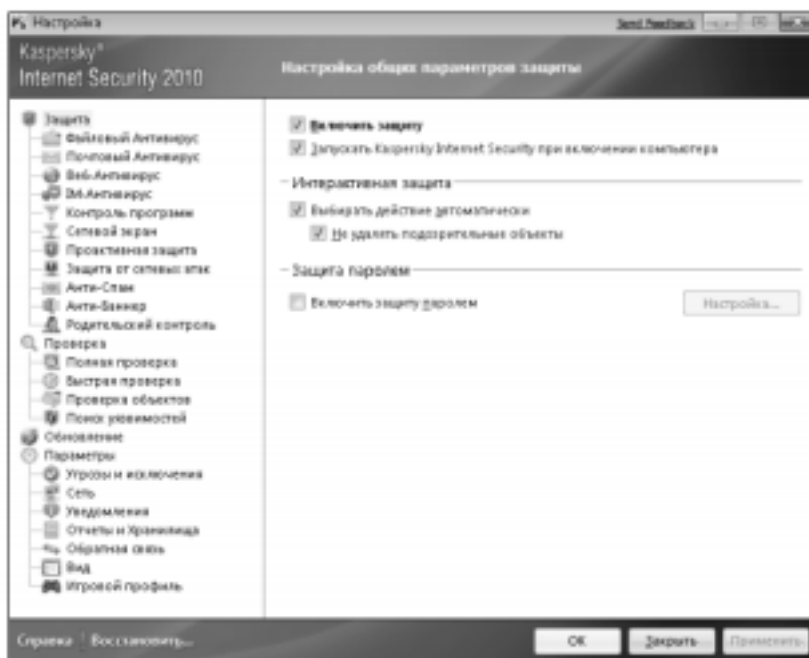 Настройка
Send Feedback
Kaspersky®
Internet Security 2010
Настройка общих параметров защиты
Защита
Файловый Антивирус
Почтовый Антивирус
Веб-Антивирус
IM-Антивирус
Контроль программ
Сетевой экран
Проактивная защита
Защита от сетевых атак
Анти-Спам
Анти-Баннер
Родительский контроль
Проверка
Полная проверка
Быстрая проверка
Проверка объектов
Поиск уязвимостей
Обновление
Параметры
Угрозы и исключения
Сеть
Уведомления
Отчеты и Хранилища
Обратная связь
Вид
Игровой профиль
Включить защиту
Запускать Kaspersky Internet Security при включении компьютера
Интерактивная защита
Выбирать действие автоматически
Не удалять подозрительные объекты
Защита паролем
Включить защиту паролем
Настройка...
Справка
Восстановить...
OK
Закрыть
Применить